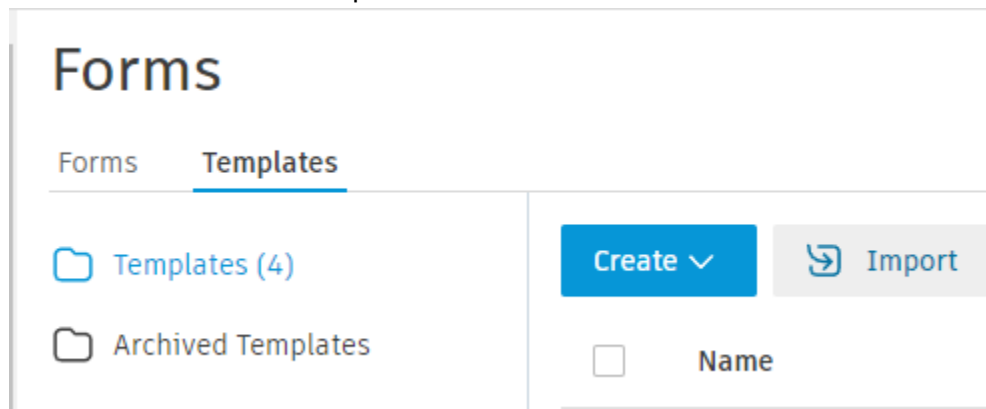 Forms
Forms Templates
Templates (4)
Create Import
Archived Templates
Name